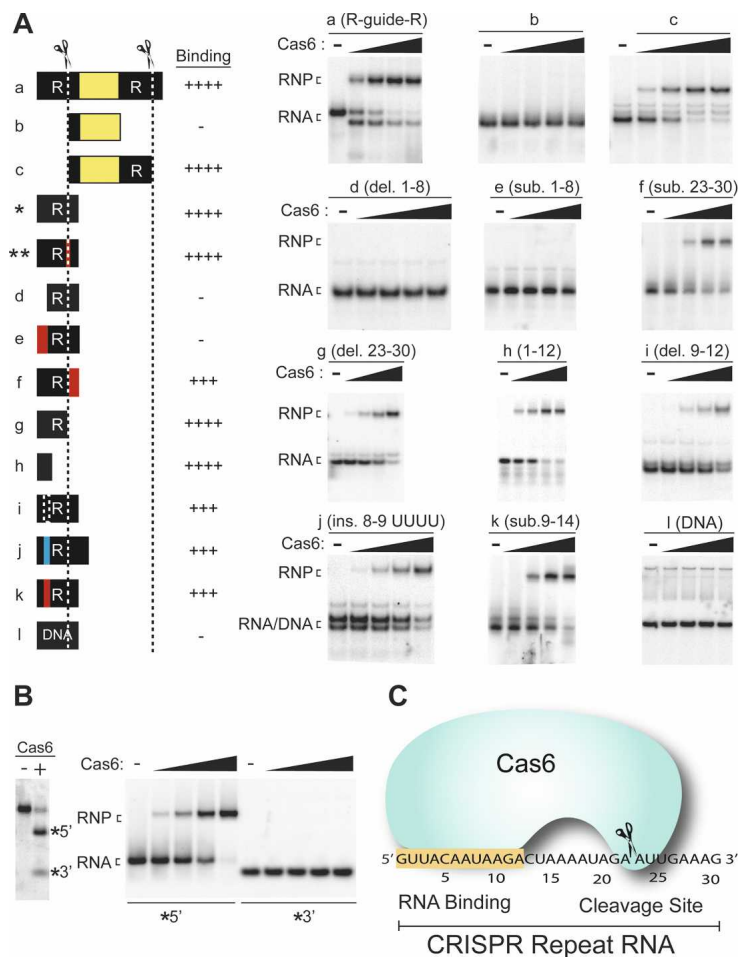 A
Binding
a R R ++++
b -
c R ++++
* R ++++
** R ++++
d R -
e R -
f R +++
g R ++++
h ++++
i R +++
j R +++
k R +++
l DNA -
a (R-guide-R) b c
Cas6 : - - -
RNP
RNA
d (del. 1-8) e (sub. 1-8) f (sub. 23-30)
Cas6 : - - -
RNP
RNA
g (del. 23-30) h (1-12) i (del. 9-12)
Cas6 : - - -
RNP
RNA
j (ins. 8-9 UUUU) k (sub.9-14) l (DNA)
Cas6: - - -
RNP
RNA/DNA
B
Cas6
- +
*5'
*3'
Cas6: - -
RNP
RNA
*5' *3'
C
Cas6
5' GUUACAAUAAGACUAAAAUAGAAUUGAAAG 3'
5 10 15 20 25 30
RNA Binding Cleavage Site
CRISPR Repeat RNA